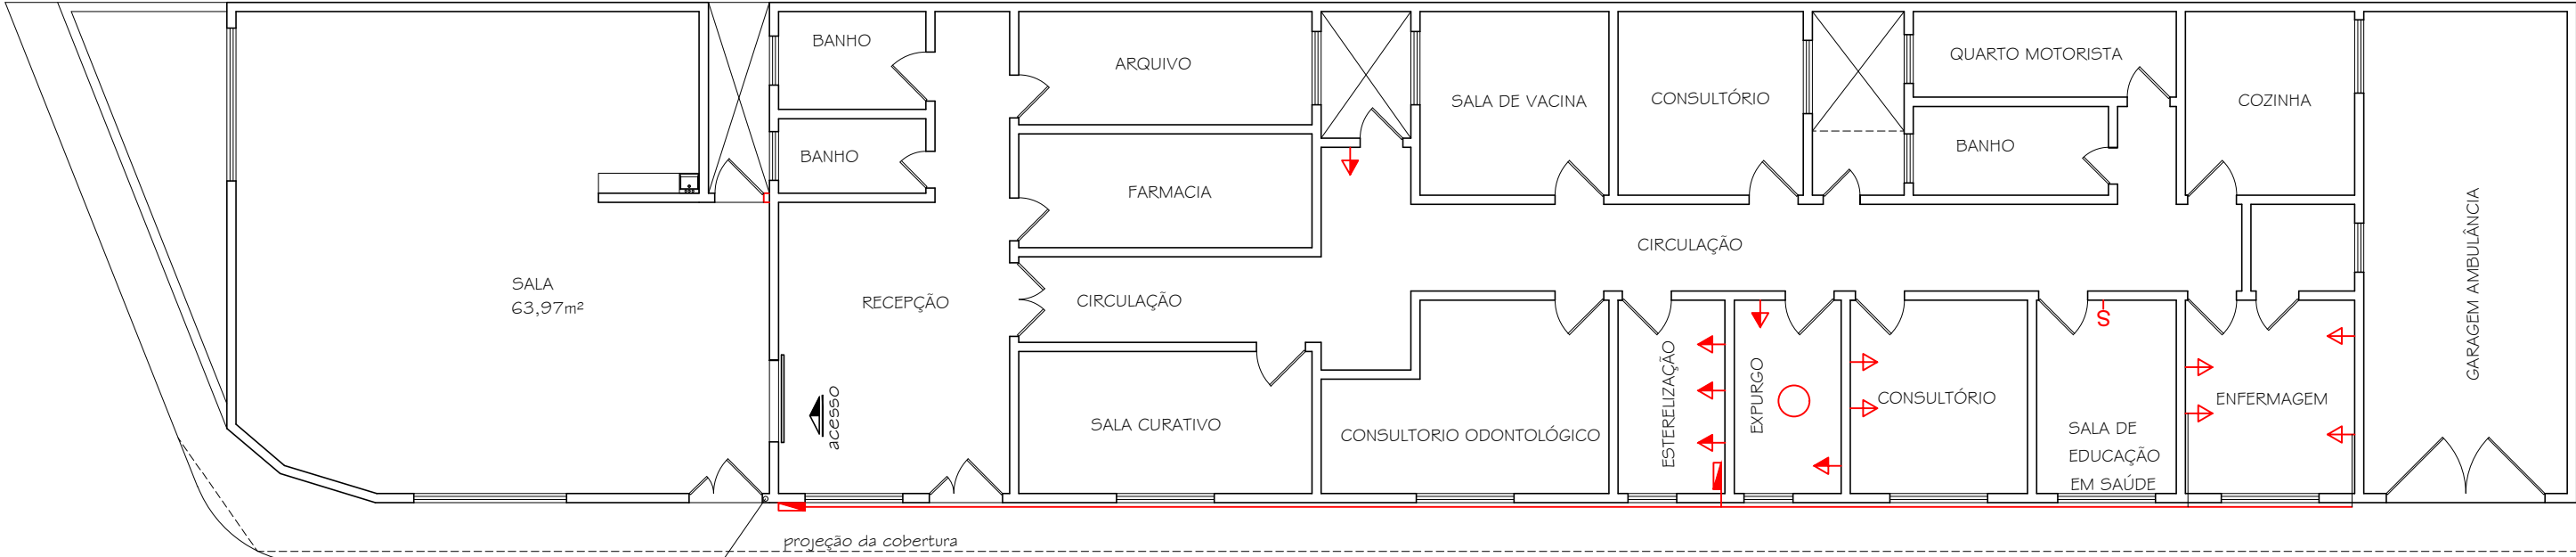 BANHO
ARQUIVO
SALA DE VACINA
CONSULTÓRIO
QUARTO MOTORISTA
COZINHA
BANHO
FARMACIA
BANHO
CIRCULAÇÃO
SALA
63,97m²
RECEPÇÃO
CIRCULAÇÃO
GARAGEM AMBULÂNCIA
acesso
SALA CURATIVO
CONSULTORIO ODONTOLÓGICO
ESTERELIZAÇÃO
EXPURGO
CONSULTÓRIO
S
SALA DE
EDUCAÇÃO
EM SAÚDE
ENFERMAGEM
projeção da cobertura